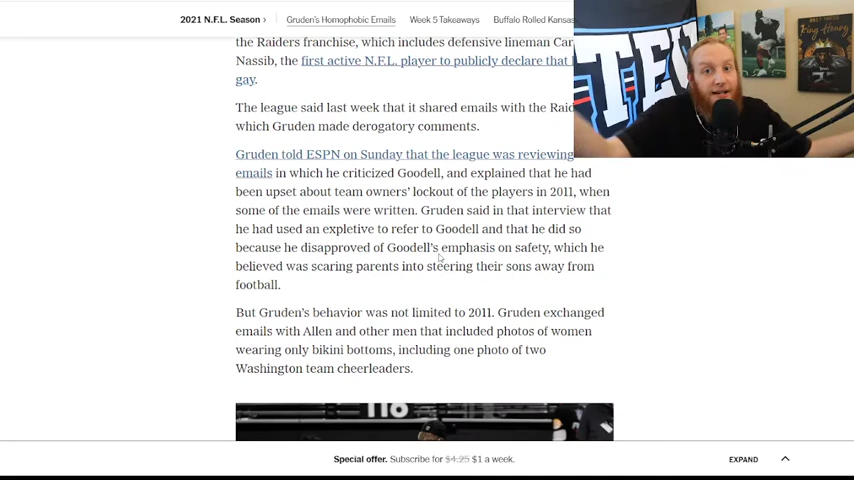 2021 N.F.L. Season › Gruden's Homophobic Emails Week 5 Takeaways Buffalo Rolled Kansas
the Raiders franchise, which includes defensive lineman Car
Nassib, the first active N.F.L. player to publicly declare that
gay.
The league said last week that it shared emails with the Raid
which Gruden made derogatory comments.
Gruden told ESPN on Sunday that the league was reviewing
emails in which he criticized Goodell, and explained that he had
been upset about team owners' lockout of the players in 2011, when
some of the emails were written. Gruden said in that interview that
he had used an expletive to refer to Goodell and that he did so
because he disapproved of Goodell's emphasis on safety, which he
believed was scaring parents into steering their sons away from
football.
But Gruden's behavior was not limited to 2011. Gruden exchanged
emails with Allen and other men that included photos of women
wearing only bikini bottoms, including one photo of two
Washington team cheerleaders.
118
Special offer. Subscribe for $4.25 $1 a week. EXPAND
TEC
King Henry